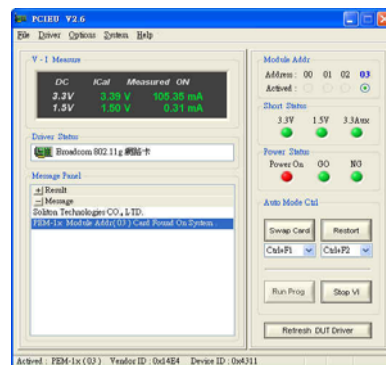 PCIEU V2.6
File Driver Options System Help
V - I Measure
DC ICal Measured ON
3.3V 3.39 V 105.35 mA
1.5V 1.50 V 0.31 mA
Driver Status
Broadcom 802.11g 網路卡
Message Panel
+ Result
- Message
Soliton Technologies CO., LTD.
PEM-1x: Module Addr(03) Card Found On System
Module Addr
Address : 00 01 02 03
Actived :
Short Status
3.3V 1.5V 3.3Aux
Power Status
Power On GO NG
Auto Mode Ctrl
Swap Card Restort
Ctrl+F1 Ctrl+F2
Run Prog Stop VI
Refresh DUT Driver
Actived : PEM-1x (03) Vendor ID : 0x14E4 Device ID : 0x4311